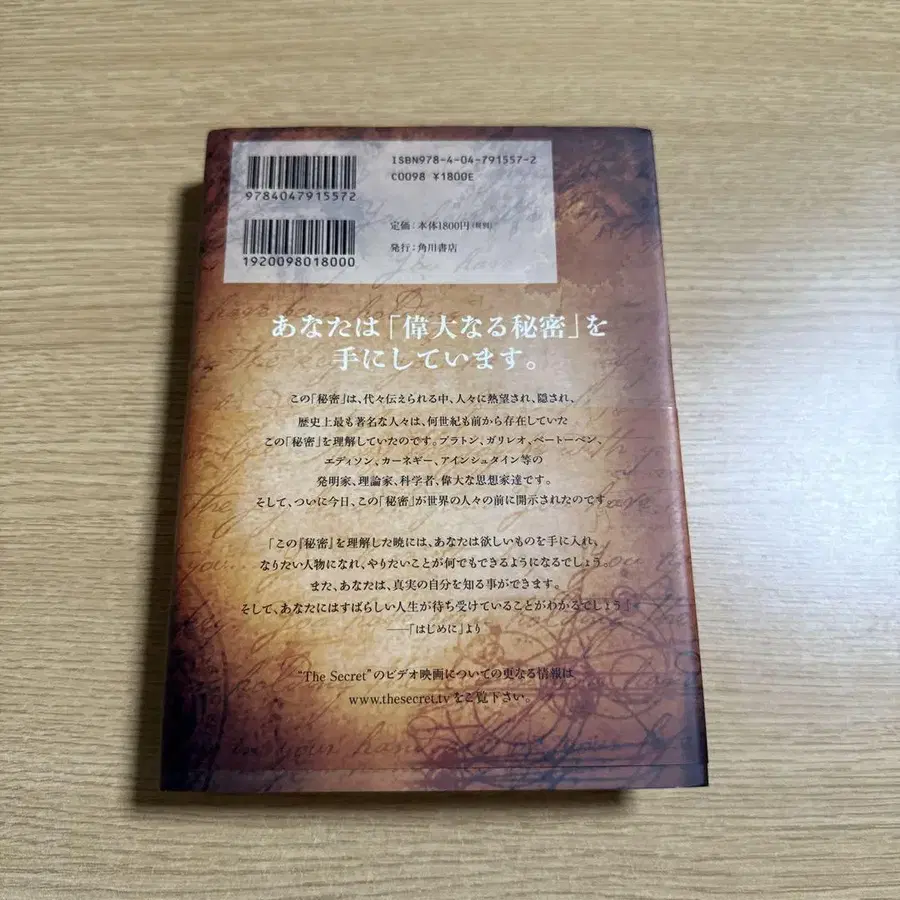 ISBN978-4-04-791557-2
C0098 ¥1800E
9784047915572
定価：本体1800円(税別)
発行：角川書店
1920098018000
あなたは「偉大なる秘密」を
手にしています。
この「秘密」は、代々伝えられる中、人々に熱望され、隠され、
歴史上最も著名な人々は、何世紀も前から存在していた
この「秘密」を理解していたのです。プラトン、ガリレオ、ベートーベン、
エディソン、カーネギー、アインシュタイン等の
発明家、理論家、科学者、偉大な思想家達です。
そして、ついに今日、この「秘密」が世界の人々の前に開示されたのです。
「この『秘密』を理解した暁には、あなたは欲しいものを手に入れ、
なりたい人物になれ、やりたいことが何でもできるようになるでしょう。
また、あなたは、真実の自分を知る事ができます。
そして、あなたにはすばらしい人生が待ち受けていることがわかるでしょう」
――「はじめに」より
“The Secret”のビデオ映画についての更なる情報は
www.thesecret.tvをご覧下さい。